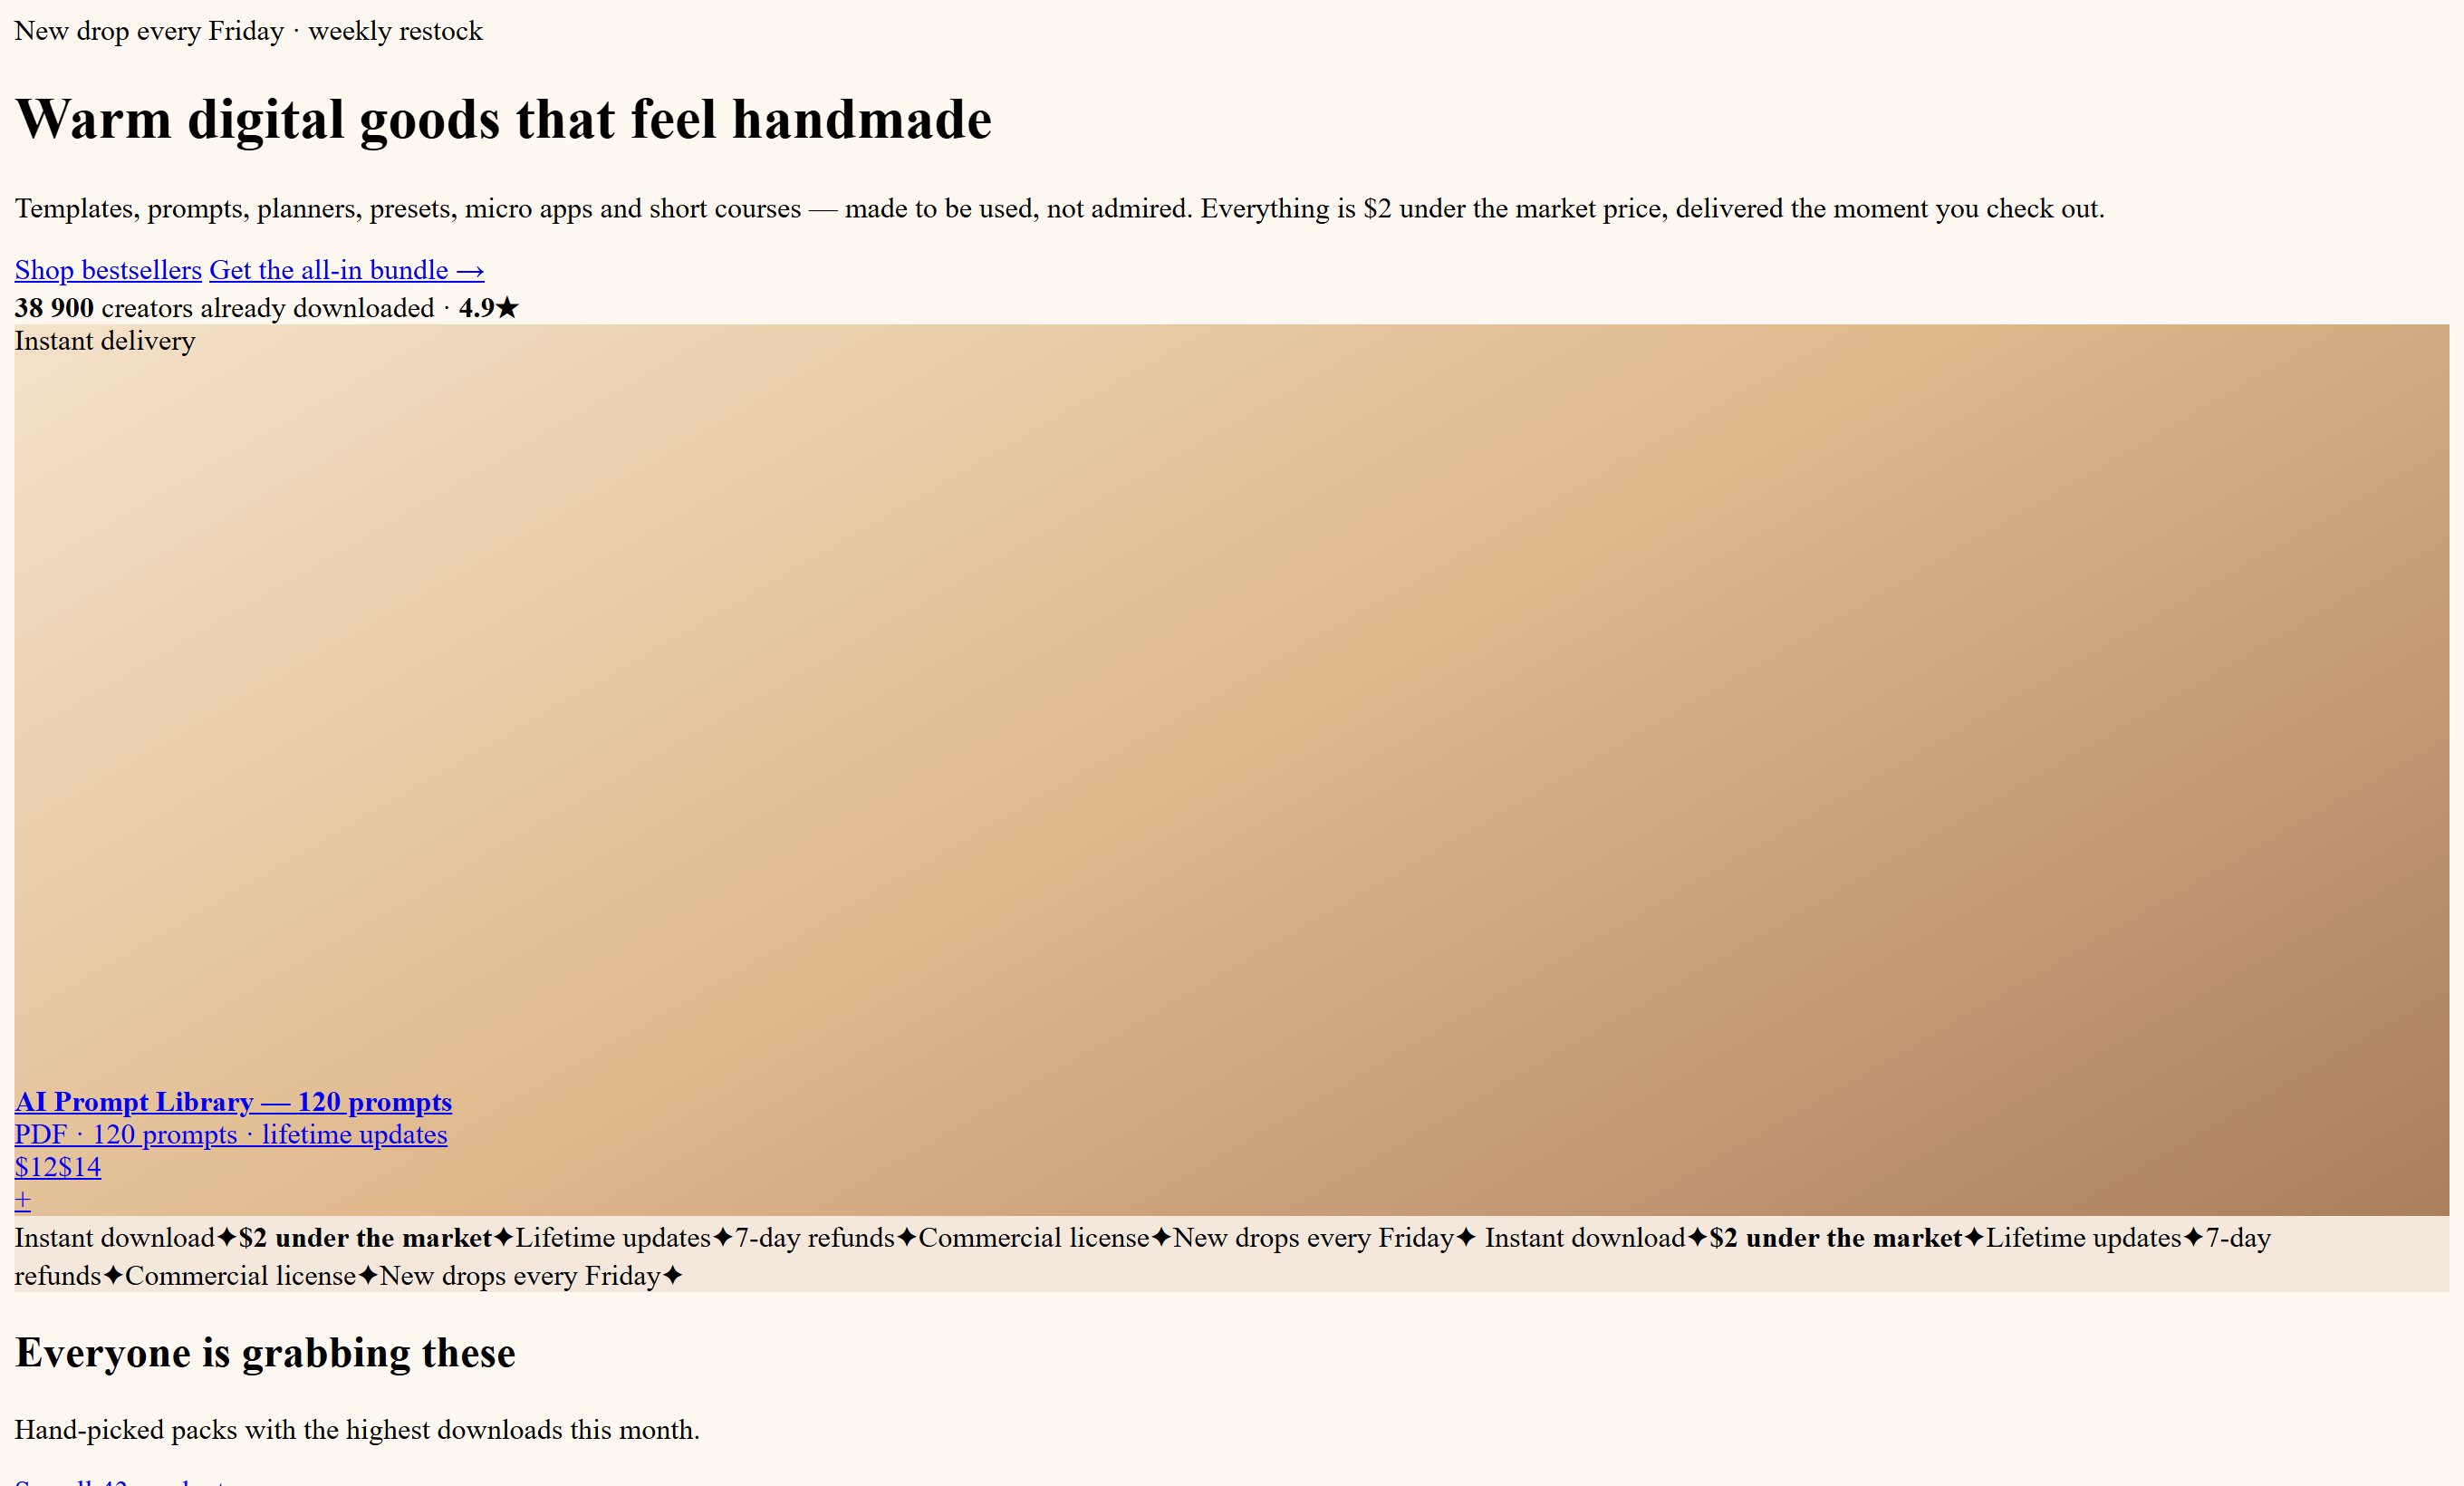 New drop every Friday · weekly restock
Warm digital goods that feel handmade
Templates, prompts, planners, presets, micro apps and short courses — made to be used, not admired. Everything is $2 under the market price, delivered the moment you check out.
Shop bestsellers Get the all-in bundle →
38 900 creators already downloaded · 4.9★
Instant delivery
AI Prompt Library — 120 prompts
PDF · 120 prompts · lifetime updates
$12$14
+
Instant download✦$2 under the market✦Lifetime updates✦7-day refunds✦Commercial license✦New drops every Friday✦ Instant download✦$2 under the market✦Lifetime updates✦7-day
refunds✦Commercial license✦New drops every Friday✦
Everyone is grabbing these
Hand-picked packs with the highest downloads this month.